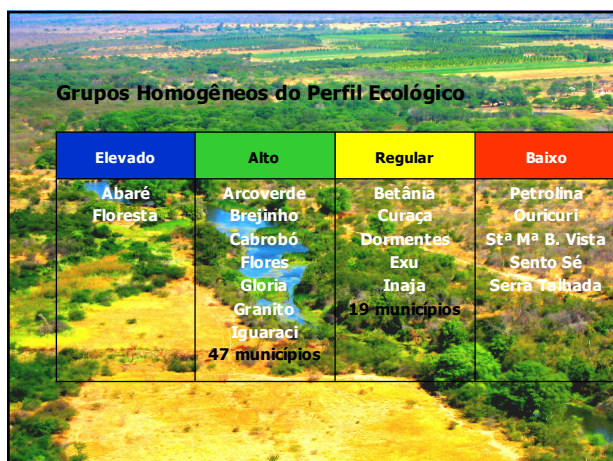 Grupos Homogêneos do Perfil Ecológico
Elevado Alto Regular Baixo
Abaré Arcoverde Betânia Petrolina
Floresta Brejinho Curaça Ouricuri
Cabrobó Dormentes Stª Mª B. Vista
Flores Exu Sento Sé
Gloria Inaja Serra Talhada
Granito 19 municípios
Iguaraci
47 municípios